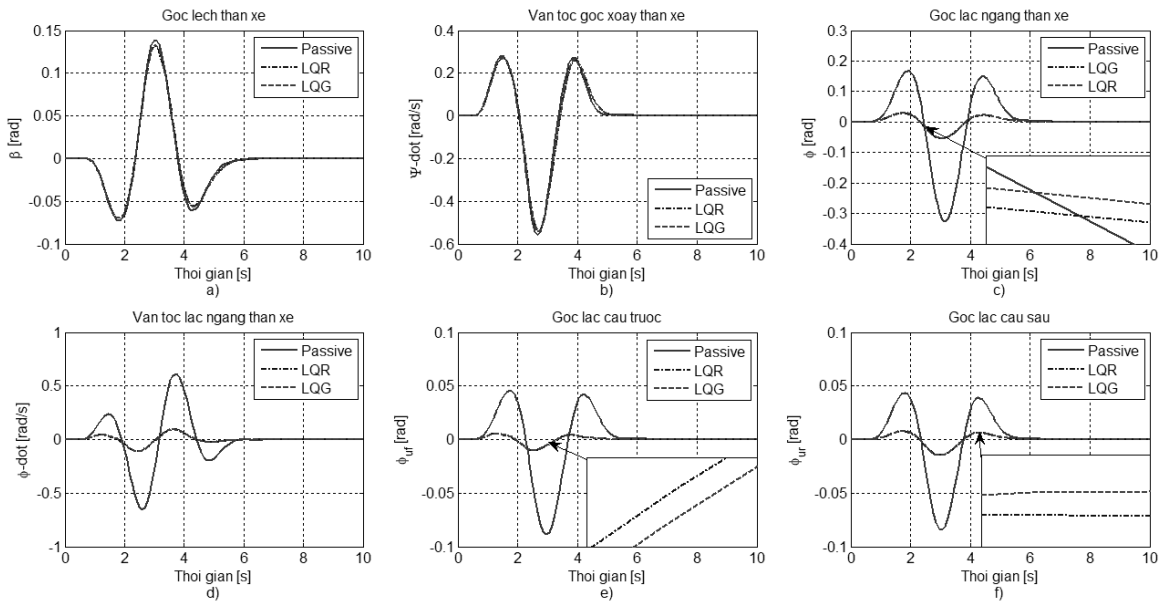 Goc lech than xe
0.15
0.1
0.05
0
-0.05
-0.1
β [rad]
Passive
LQR
LQG
0 2 4 6 8 10
Thoi gian [s]
a)
Van toc goc xoay than xe
0.4
0.2
0
-0.2
-0.4
-0.6
Ψ-dot [rad/s]
Passive
LQR
LQG
0 2 4 6 8 10
Thoi gian [s]
b)
Goc lac ngang than xe
0.3
0.2
0.1
0
-0.1
-0.2
-0.3
-0.4
ϕ [rad]
Passive
LQG
LQR
0 2 4 6 8 10
Thoi gian [s]
c)
Van toc lac ngang than xe
1
0.5
0
-0.5
-1
ϕ-dot [rad/s]
Passive
LQR
LQG
0 2 4 6 8 10
Thoi gian [s]
d)
Goc lac cau truoc
0.1
0.05
0
-0.05
-0.1
ϕuf [rad]
Passive
LQR
LQG
0 2 4 6 8 10
Thoi gian [s]
e)
Goc lac cau sau
0.1
0.05
0
-0.05
-0.1
ϕur [rad]
Passive
LQR
LQG
0 2 4 6 8 10
Thoi gian [s]
f)